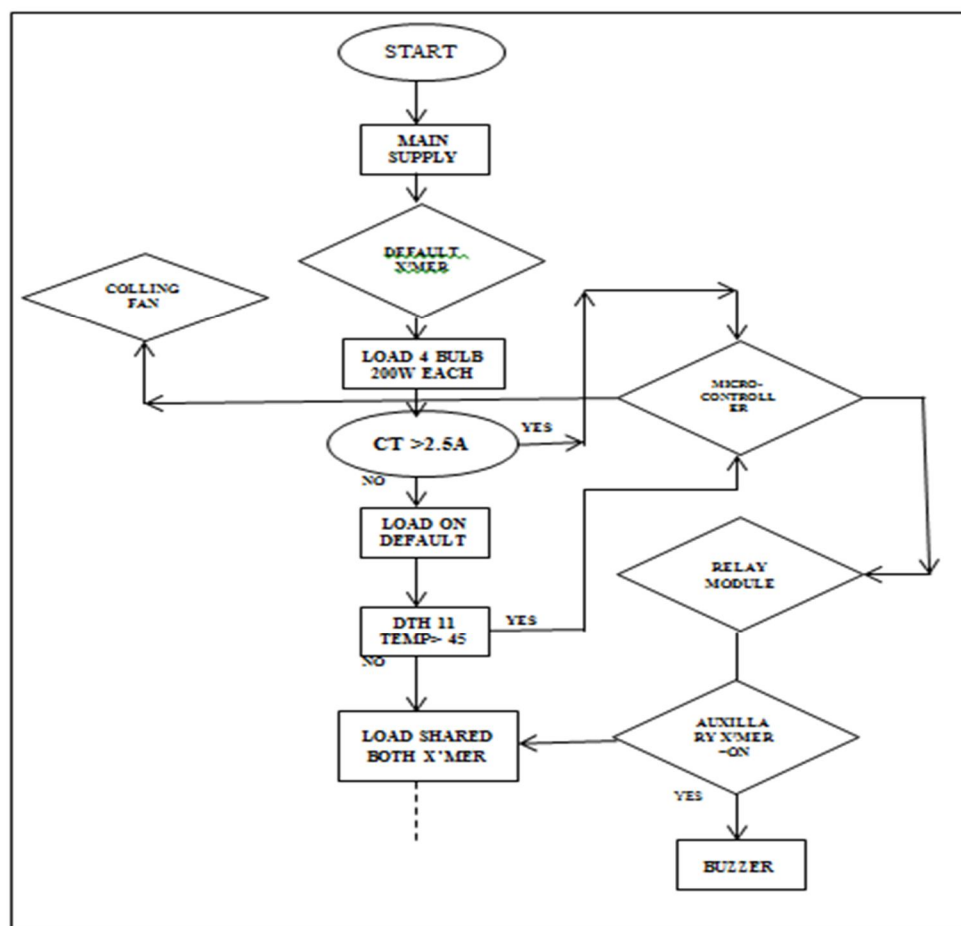 START
MAIN
SUPPLY
DEFAULT
X'MER
COLLING
FAN
LOAD 4 BULB
200W EACH
MICRO-
CONTROLL
ER
CT >2.5A
YES
NO
LOAD ON
DEFAULT
RELAY
MODULE
DTH 11
TEMP> 45
YES
NO
LOAD SHARED
BOTH X'MER
AUXILLA
RY X'MER
=ON
YES
BUZZER